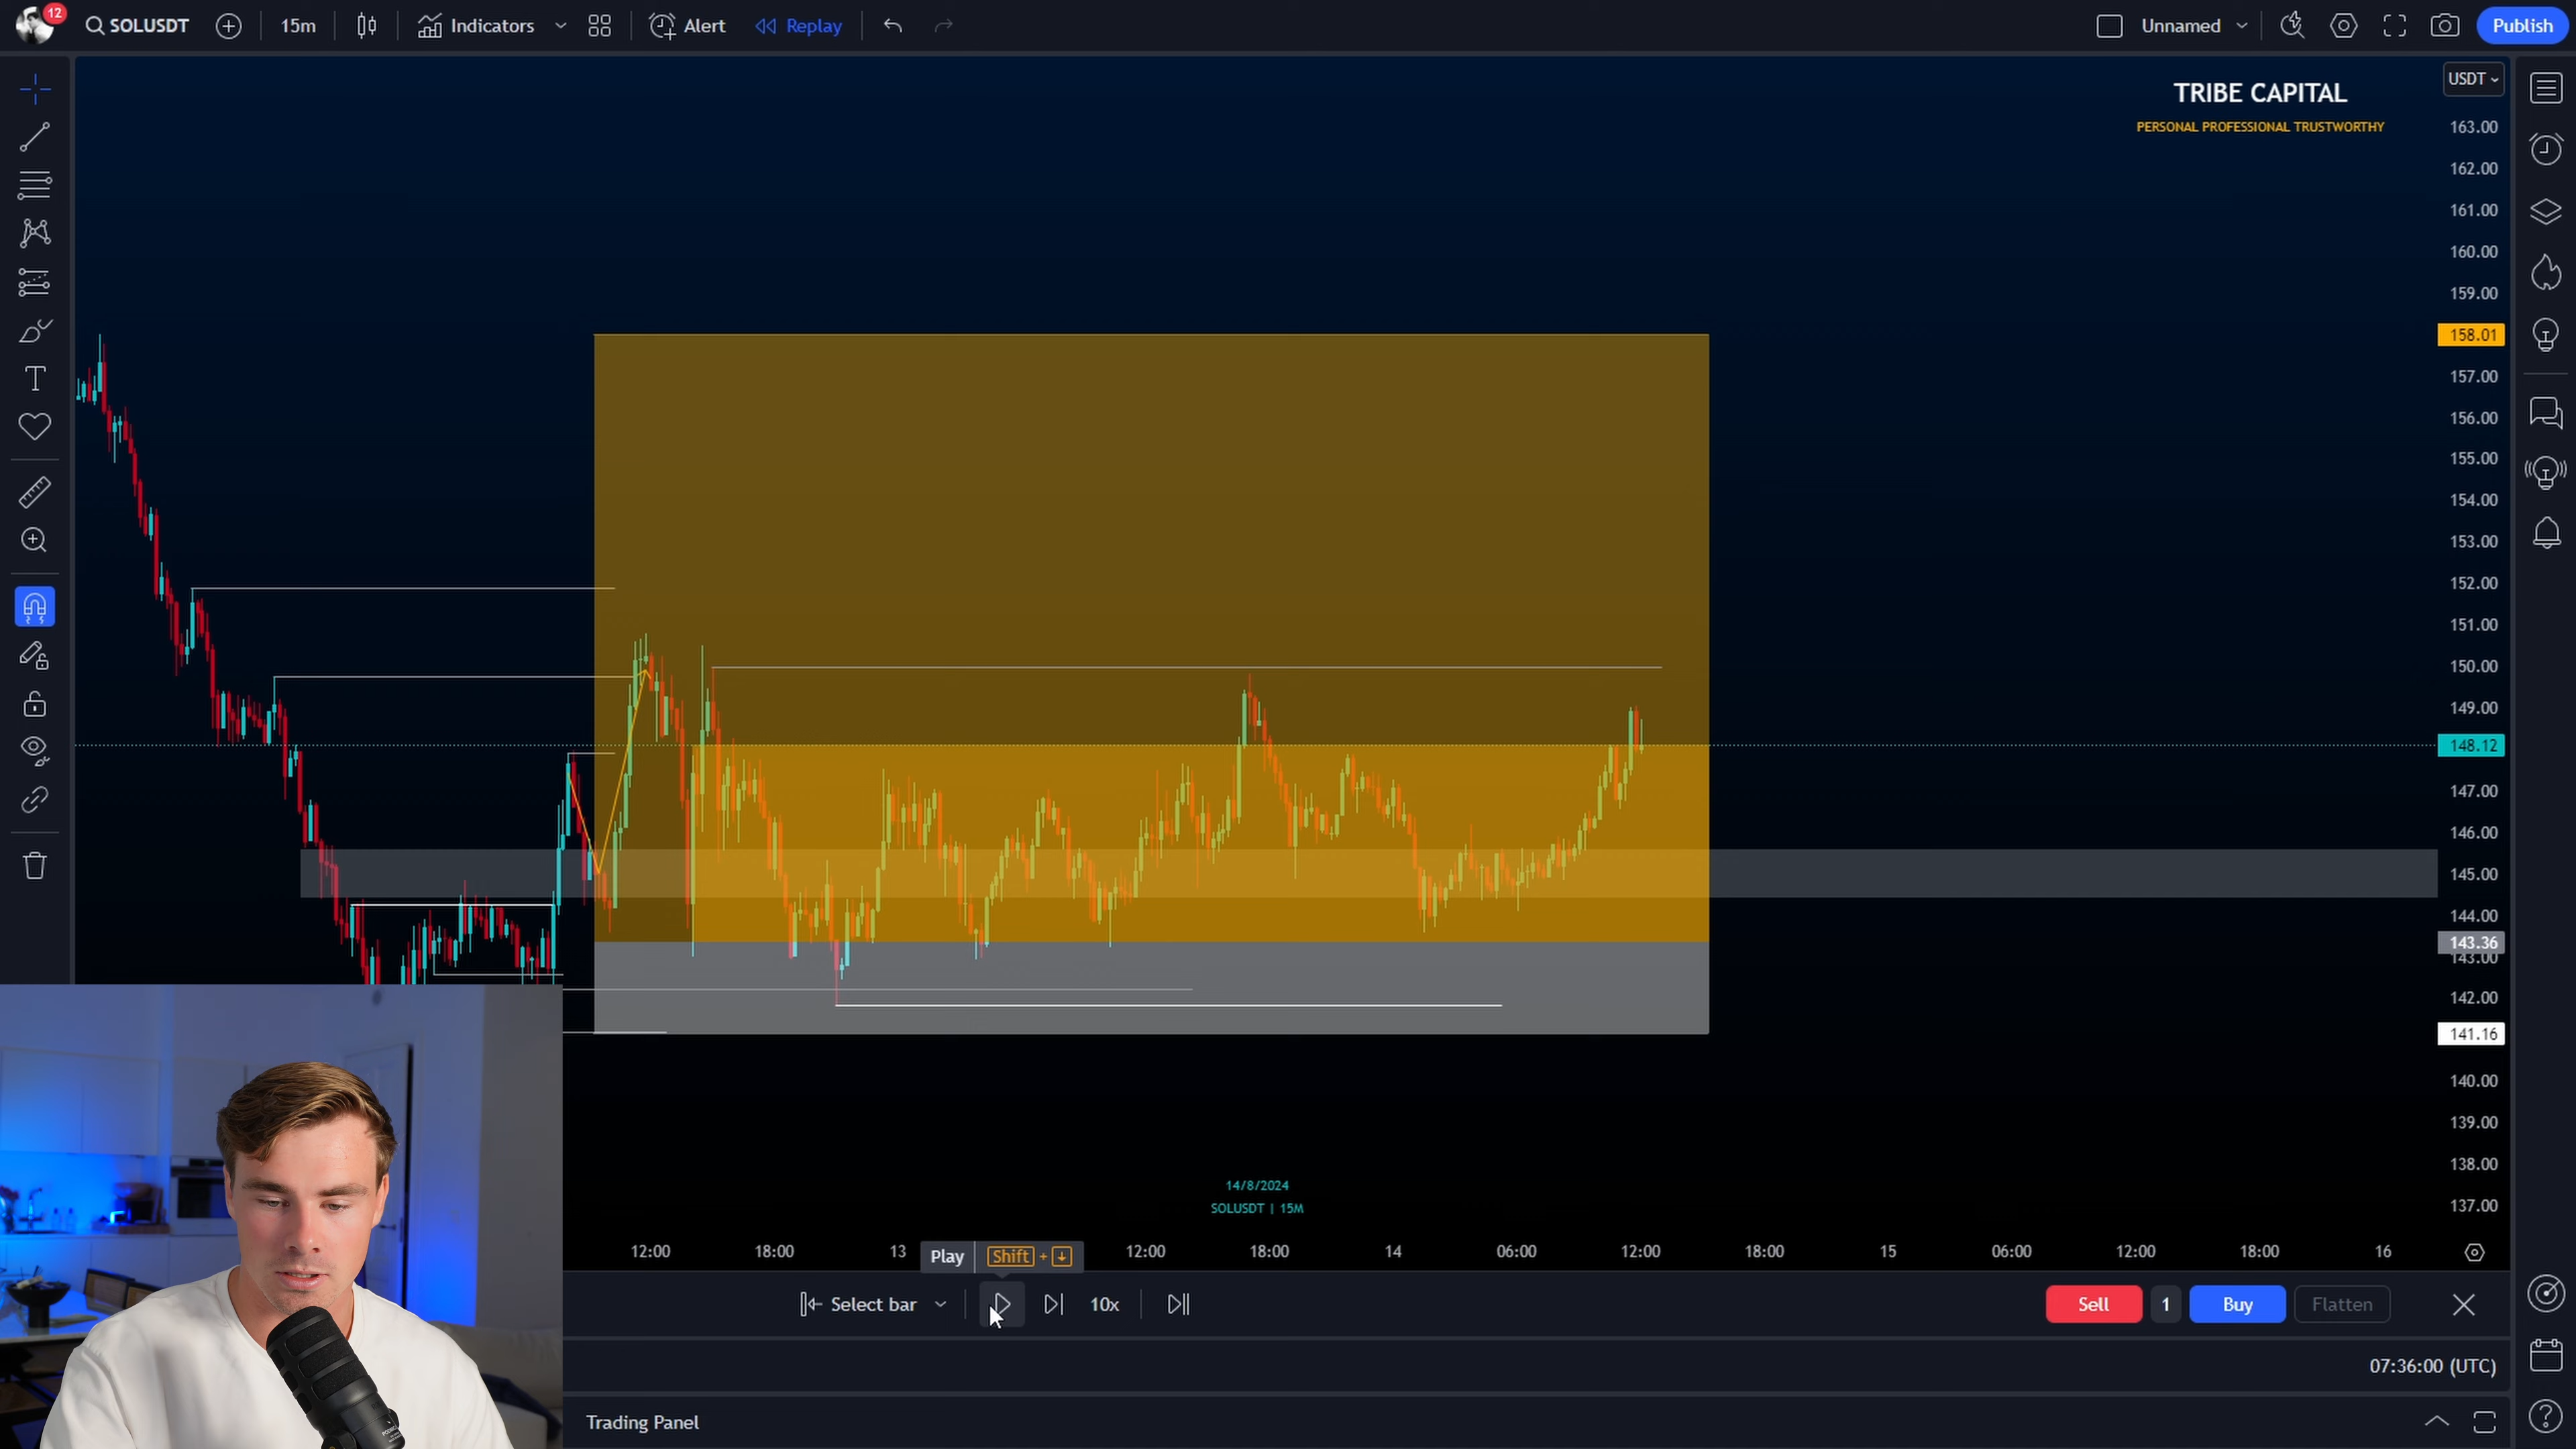 12
SOLUSDT
15m
Indicators
Alert
Replay
Unnamed
Publish
TRIBE CAPITAL
PERSONAL PROFESSIONAL TRUSTWORTHY
USDT
163.00
162.00
161.00
160.00
159.00
158.01
157.00
156.00
155.00
154.00
153.00
152.00
151.00
150.00
149.00
148.12
147.00
146.00
145.00
144.00
143.36
143.00
142.00
141.16
140.00
139.00
138.00
137.00
14/8/2024
SOLUSDT | 15M
12:00
18:00
13
12:00
18:00
14
06:00
12:00
18:00
15
06:00
12:00
18:00
16
Play
Shift + ↓
Select bar
10x
Sell
1
Buy
Flatten
07:36:00 (UTC)
Trading Panel